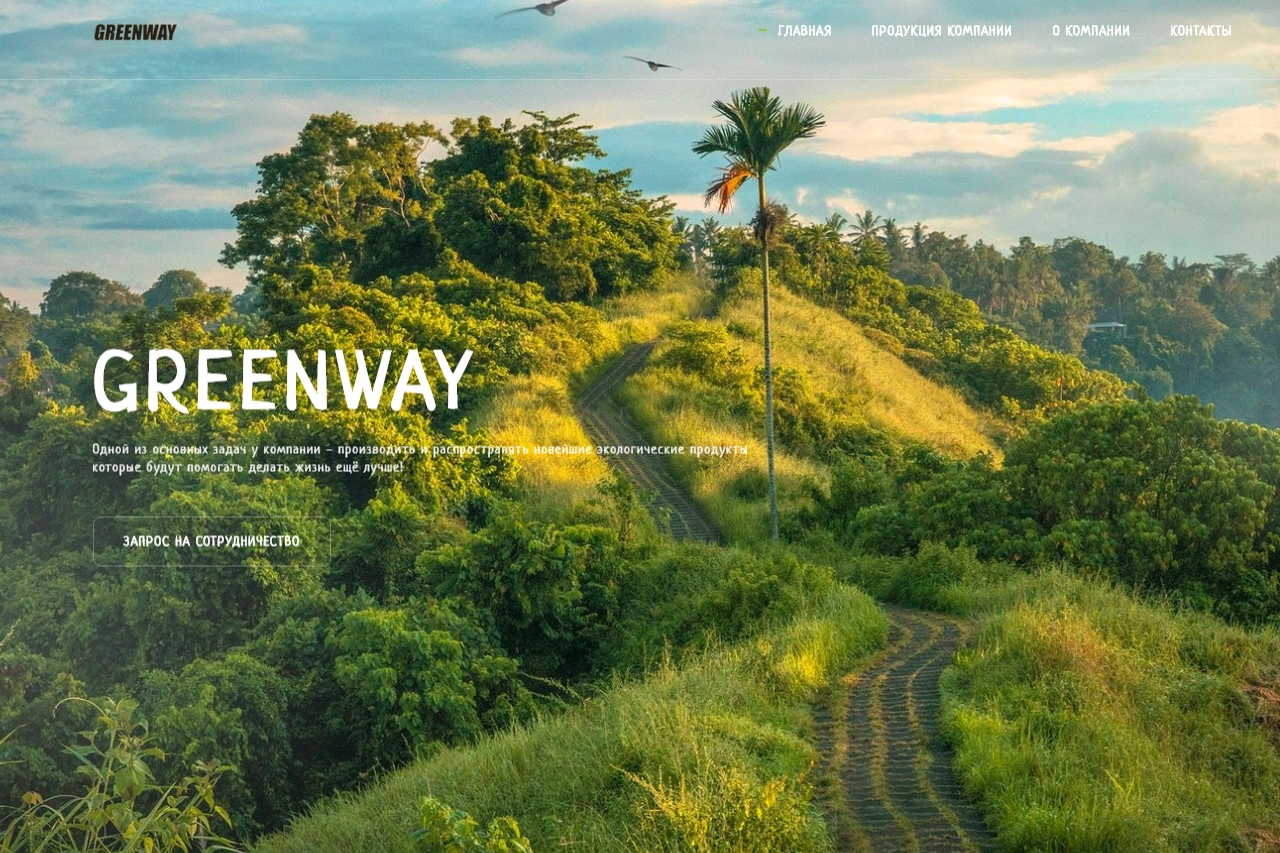 GREENWAY
ГЛАВНАЯ
ПРОДУКЦИЯ КОМПАНИИ
О КОМПАНИИ
КОНТАКТЫ
GREENWAY
Одной из основных задач у компании – производить и распространять новейшие экологические продукты
которые будут помогать делать жизнь ещё лучше!
ЗАПРОС НА СОТРУДНИЧЕСТВО